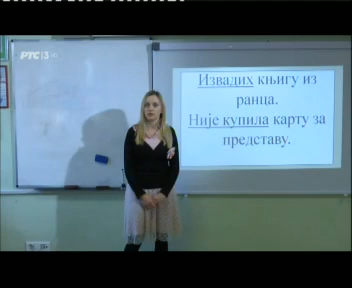 РТС 3
Извадих књигу из
ранца.
Није купила карту за
представу.